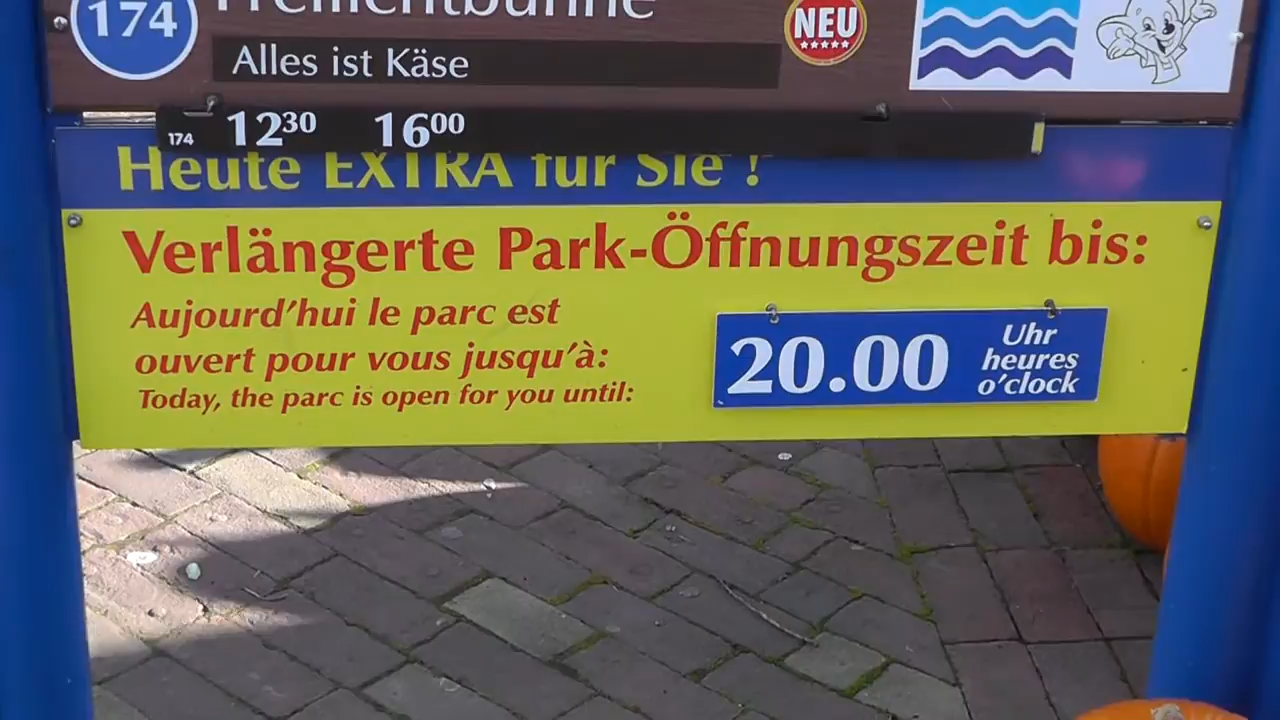 174 Freilichtbühne
NEU
Alles ist Käse
174 12³⁰ 16⁰⁰
Heute EXTRA für Sie !
Verlängerte Park-Öffnungszeit bis:
Aujourd'hui le parc est
ouvert pour vous jusqu'à:
Today, the parc is open for you until:
20.00
Uhr
heures
o'clock